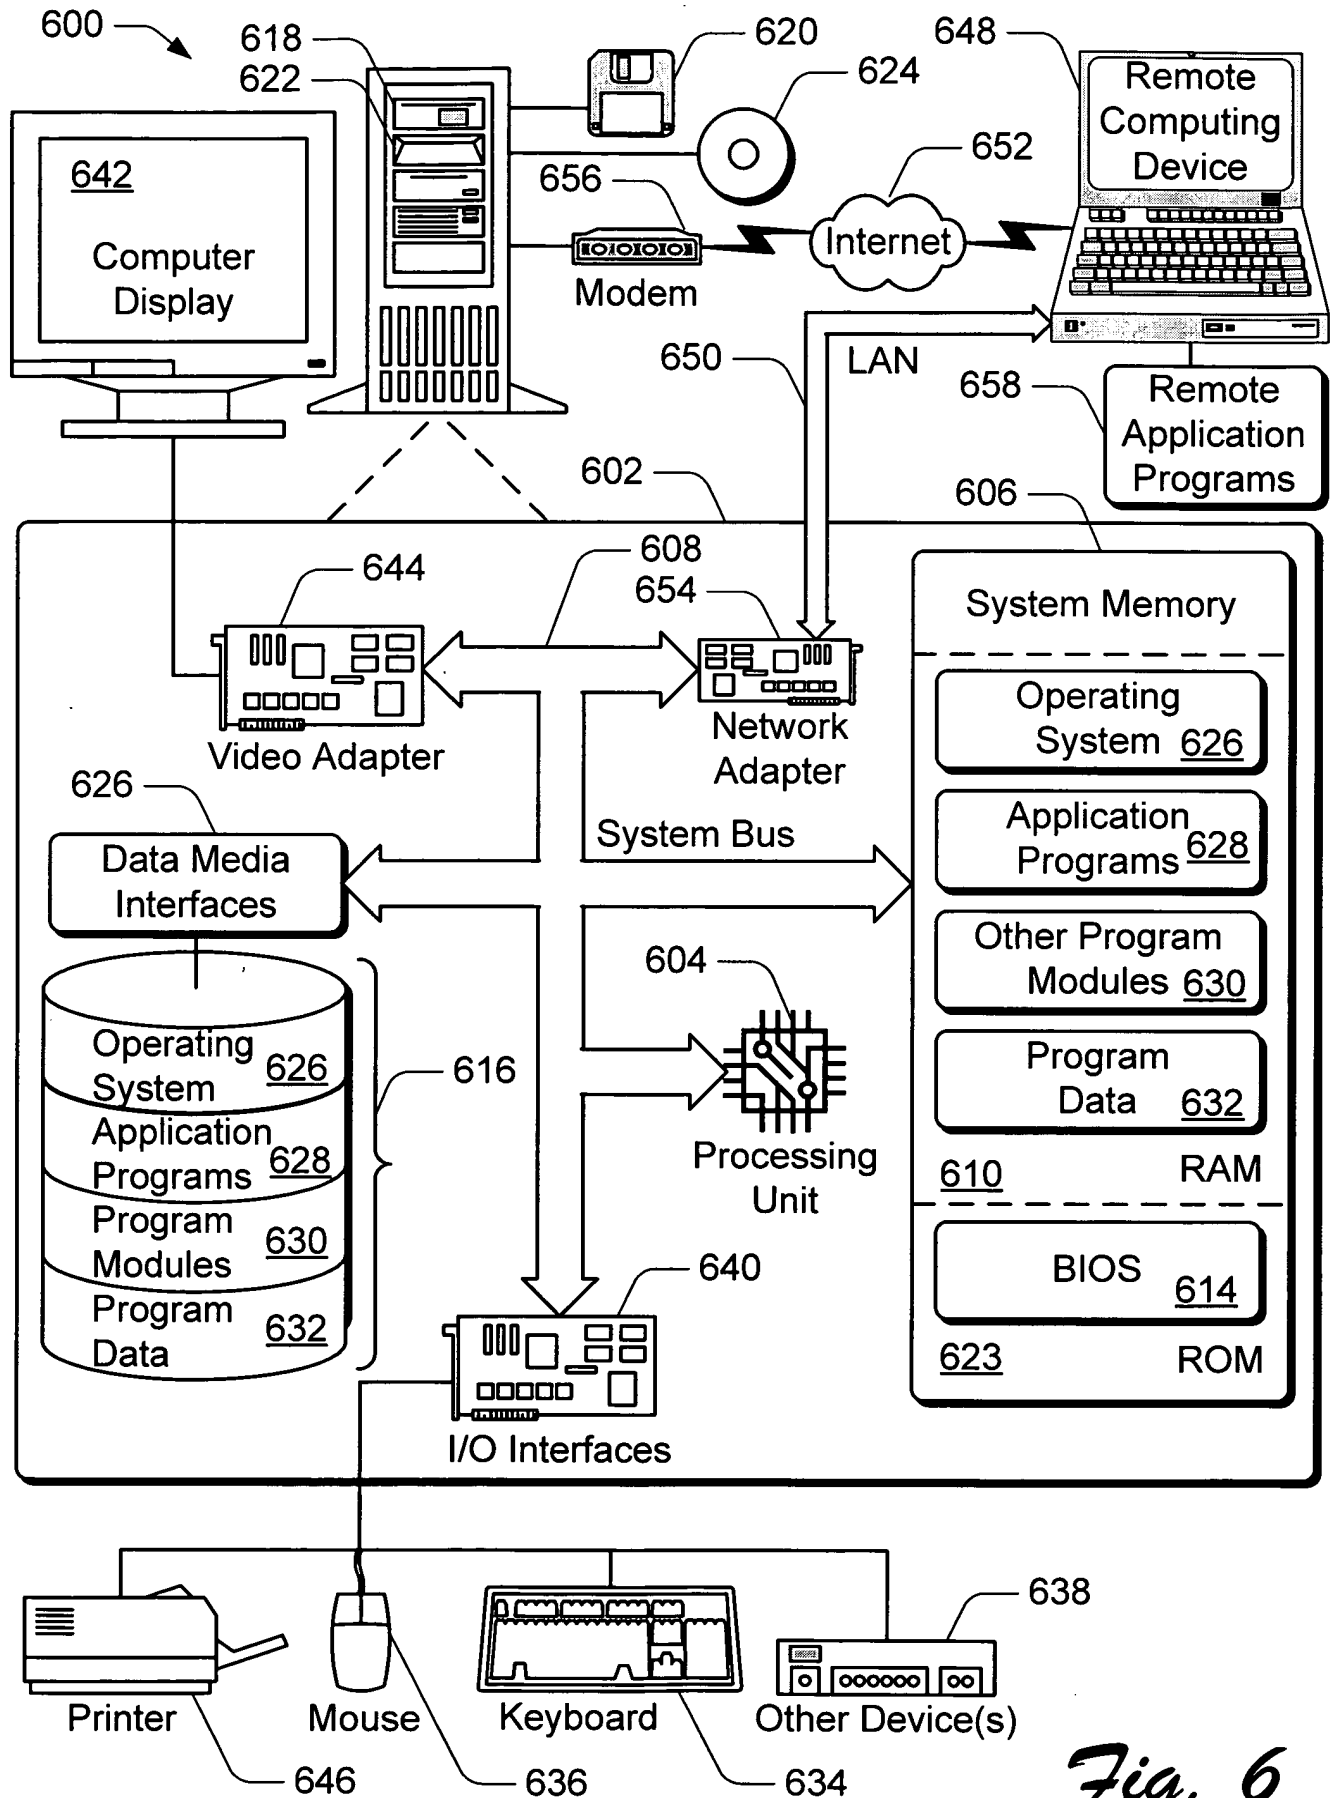 600
618
622
620
624
648
Remote
Computing
Device
652
656
642
Computer
Display
Internet
Modem
650
LAN
658
Remote
Application
Programs
602
606
608
644
654
System Memory
Operating
System 626
Video Adapter
Network
Adapter
626
System Bus
Application
Programs 628
Data Media
Interfaces
Other Program
Modules 630
604
Operating
System 626
616
Program
Data 632
Application
Programs 628
Processing
Unit
610 RAM
Program
Modules 630
640
BIOS 614
Program
Data 632
623 ROM
I/O Interfaces
638
Printer
Mouse
Keyboard
Other Device(s)
646
636
634
Fig. 6